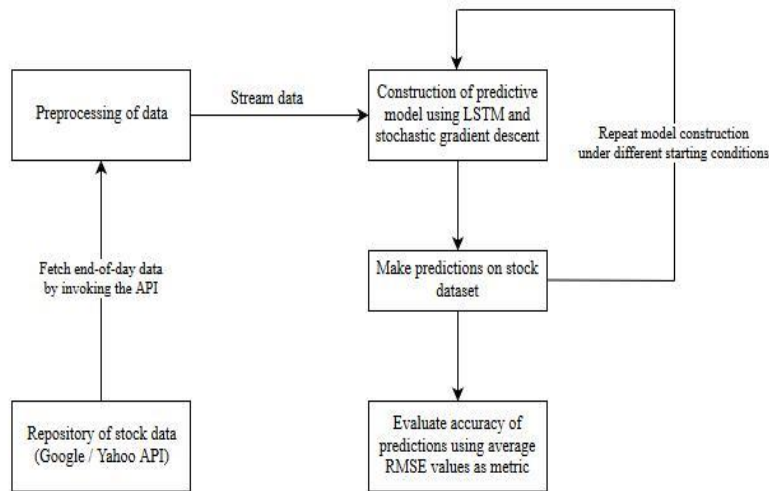 Preprocessing of data
Stream data
Construction of predictive
model using LSTM and
stochastic gradient descent
Repeat model construction
under different starting conditions
Fetch end-of-day data
by invoking the API
Make predictions on stock
dataset
Repository of stock data
(Google / Yahoo API)
Evaluate accuracy of
predictions using average
RMSE values as metric